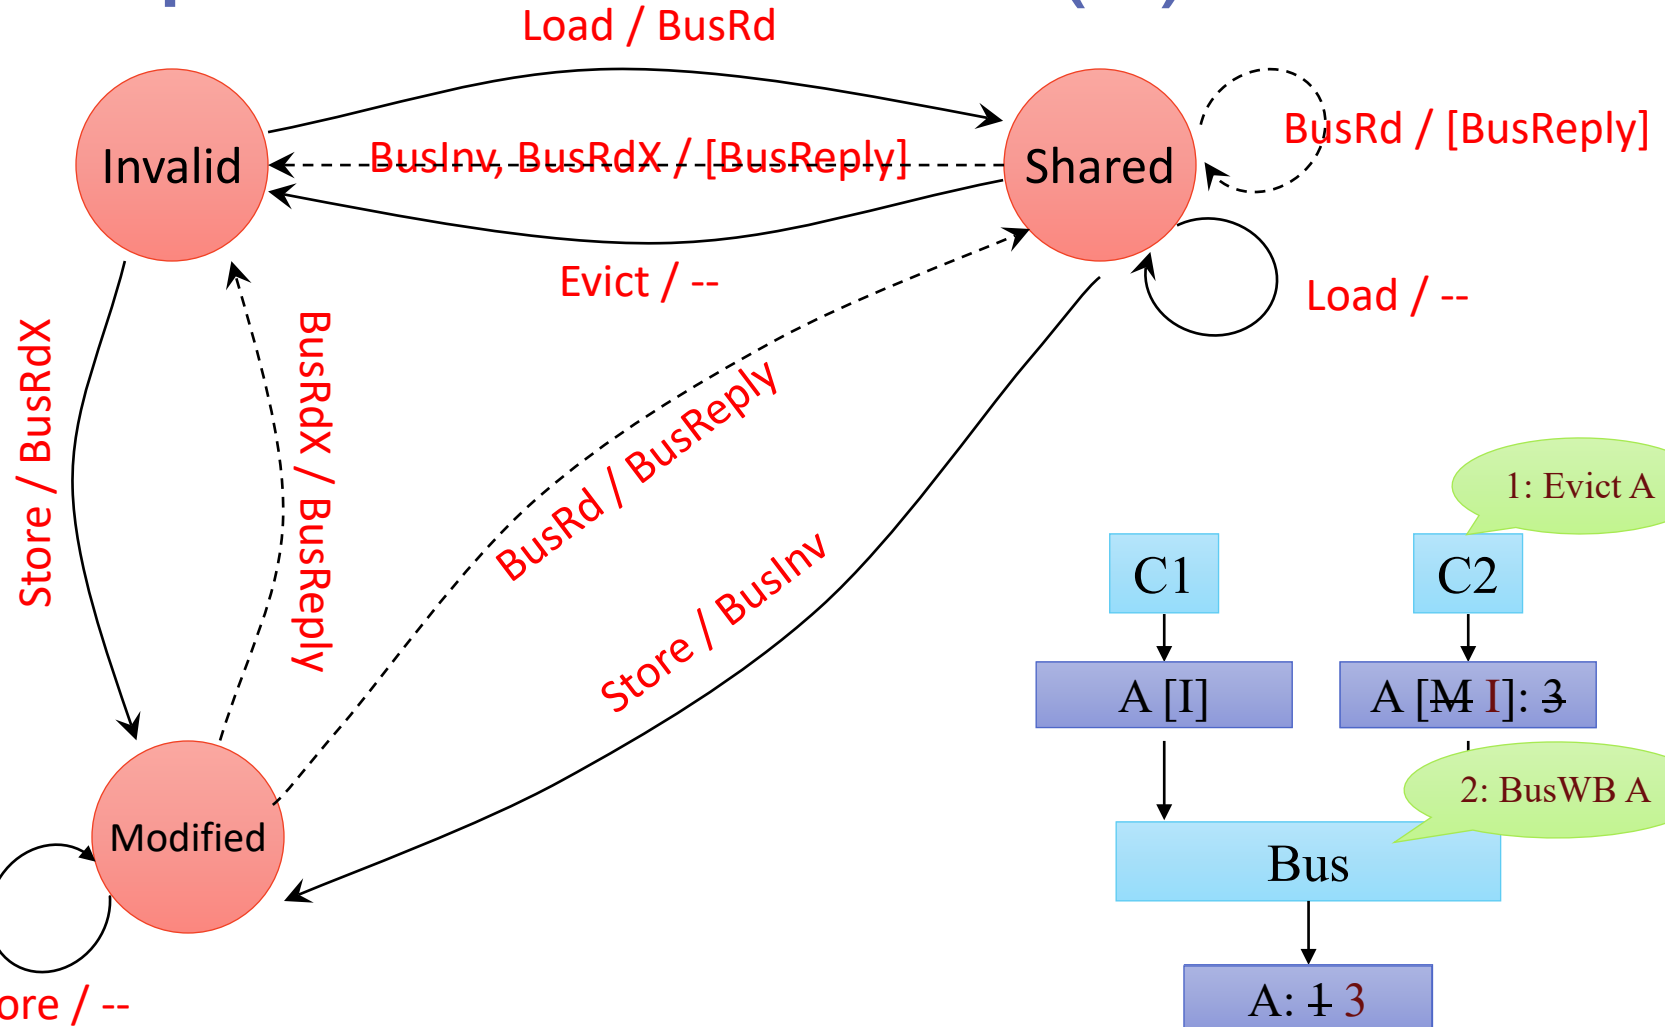 Load / BusRd
Invalid
BusInv, BusRdX / [BusReply]
Shared
BusRd / [BusReply]
Evict / --
Load / --
Store / BusRdX
BusRdX / BusReply
BusRd / BusReply
Store / BusInv
1: Evict A
C1
C2
A [I]
A [M I]: 3
Modified
2: BusWB A
Bus
ore / --
A: 1 3